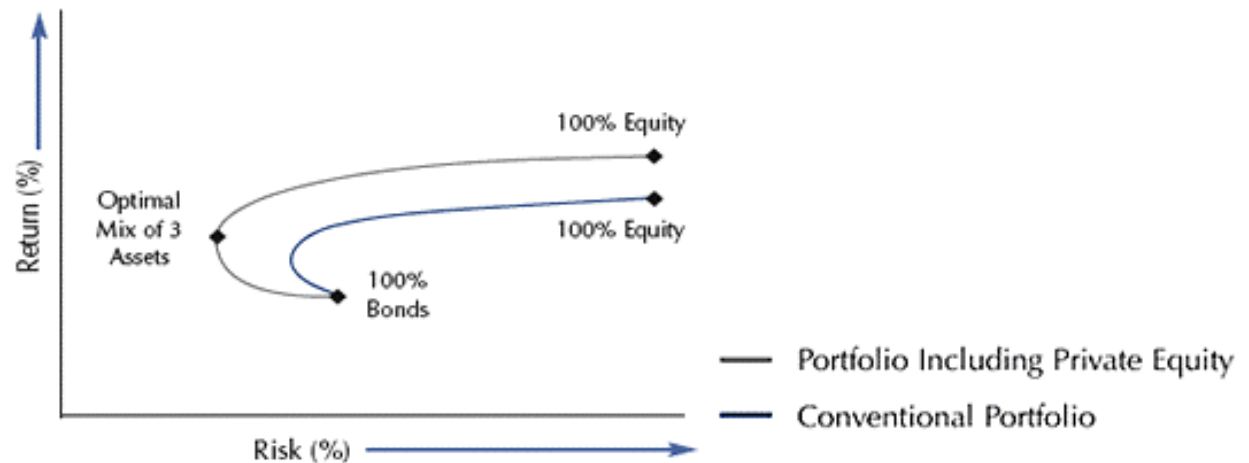 100% Equity
Optimal
Mix of 3
Assets
100% Equity
100%
Bonds
Return (%)
Portfolio Including Private Equity
Conventional Portfolio
Risk (%)